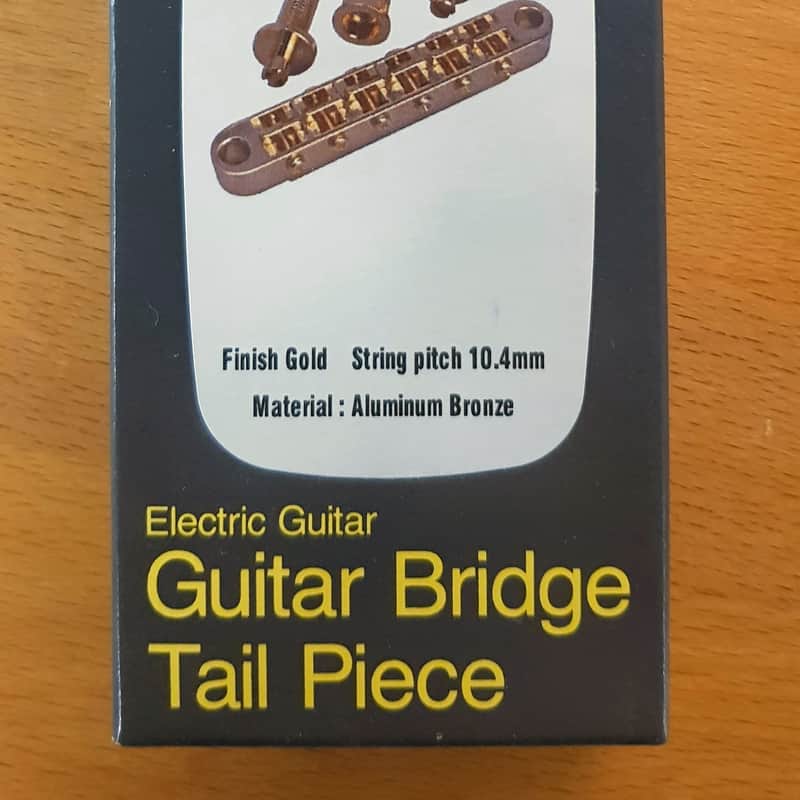 Finish Gold String pitch 10.4mm
Material : Aluminum Bronze
Electric Guitar
Guitar Bridge
Tail Piece